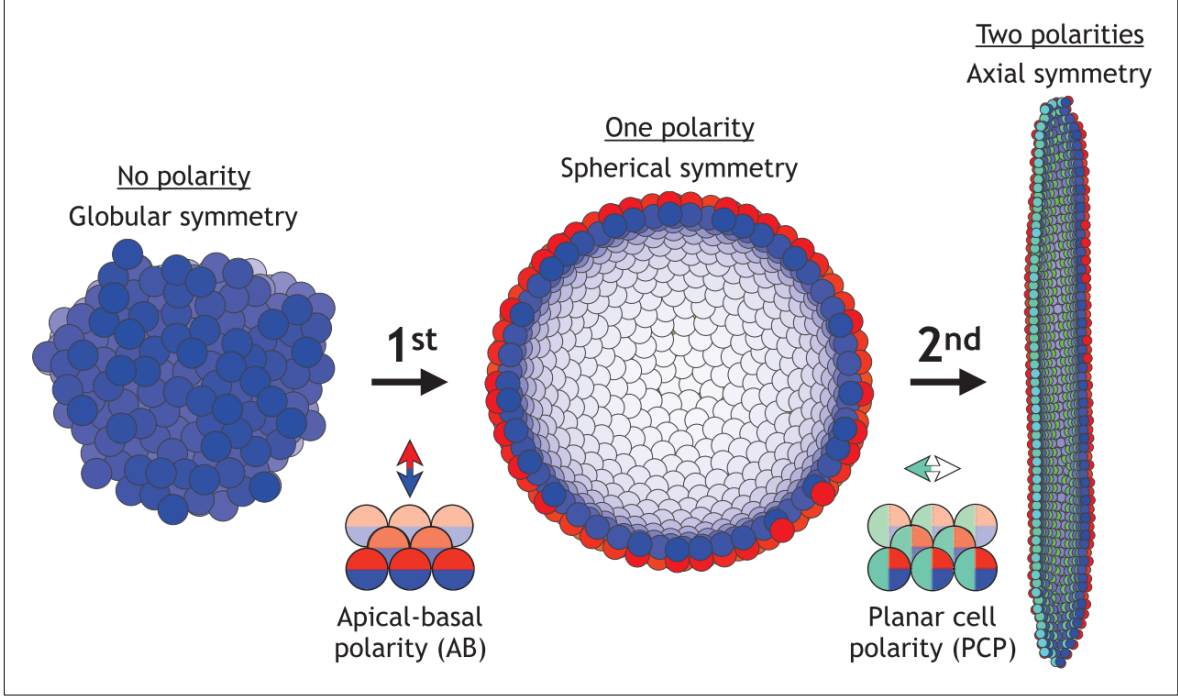 No polarity
Globular symmetry
1st
Apical-basal
polarity (AB)
One polarity
Spherical symmetry
2nd
Planar cell
polarity (PCP)
Two polarities
Axial symmetry